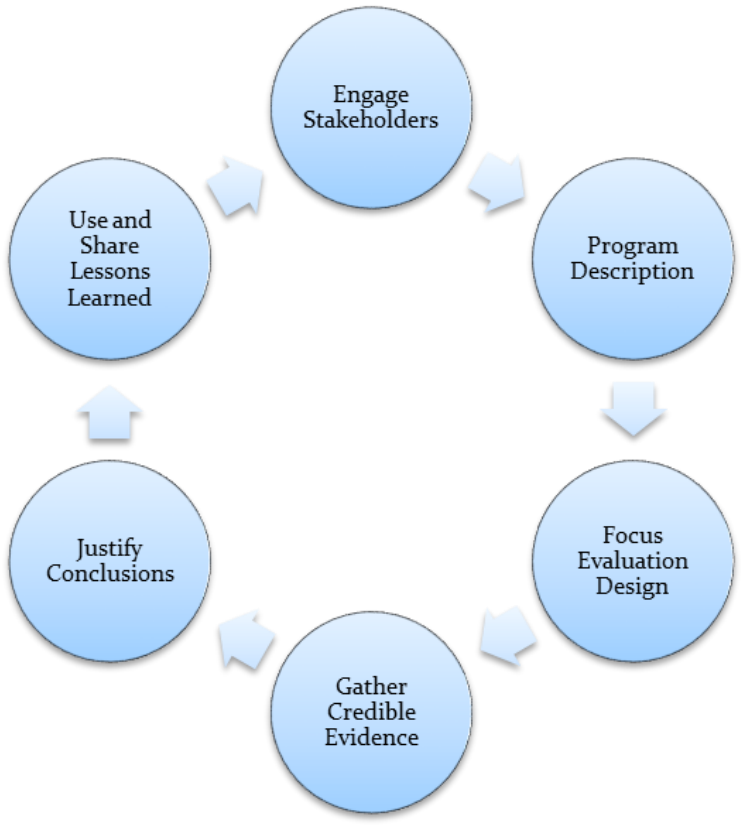 Engage
Stakeholders
Program
Description
Focus
Evaluation
Design
Gather
Credible
Evidence
Justify
Conclusions
Use and
Share
Lessons
Learned